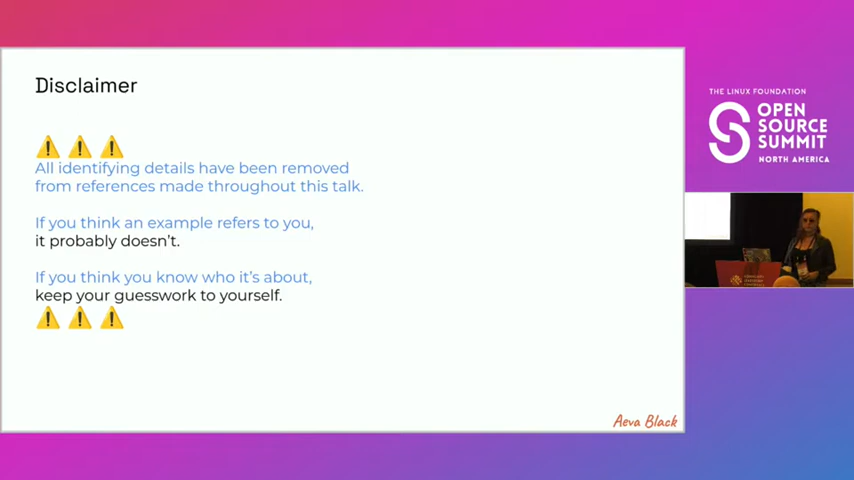 Disclaimer
All identifying details have been removed
from references made throughout this talk.
If you think an example refers to you,
it probably doesn't.
If you think you know who it's about,
keep your guesswork to yourself.
Aeva Black
THE LINUX FOUNDATION
OPEN
SOURCE
SUMMIT
NORTH AMERICA